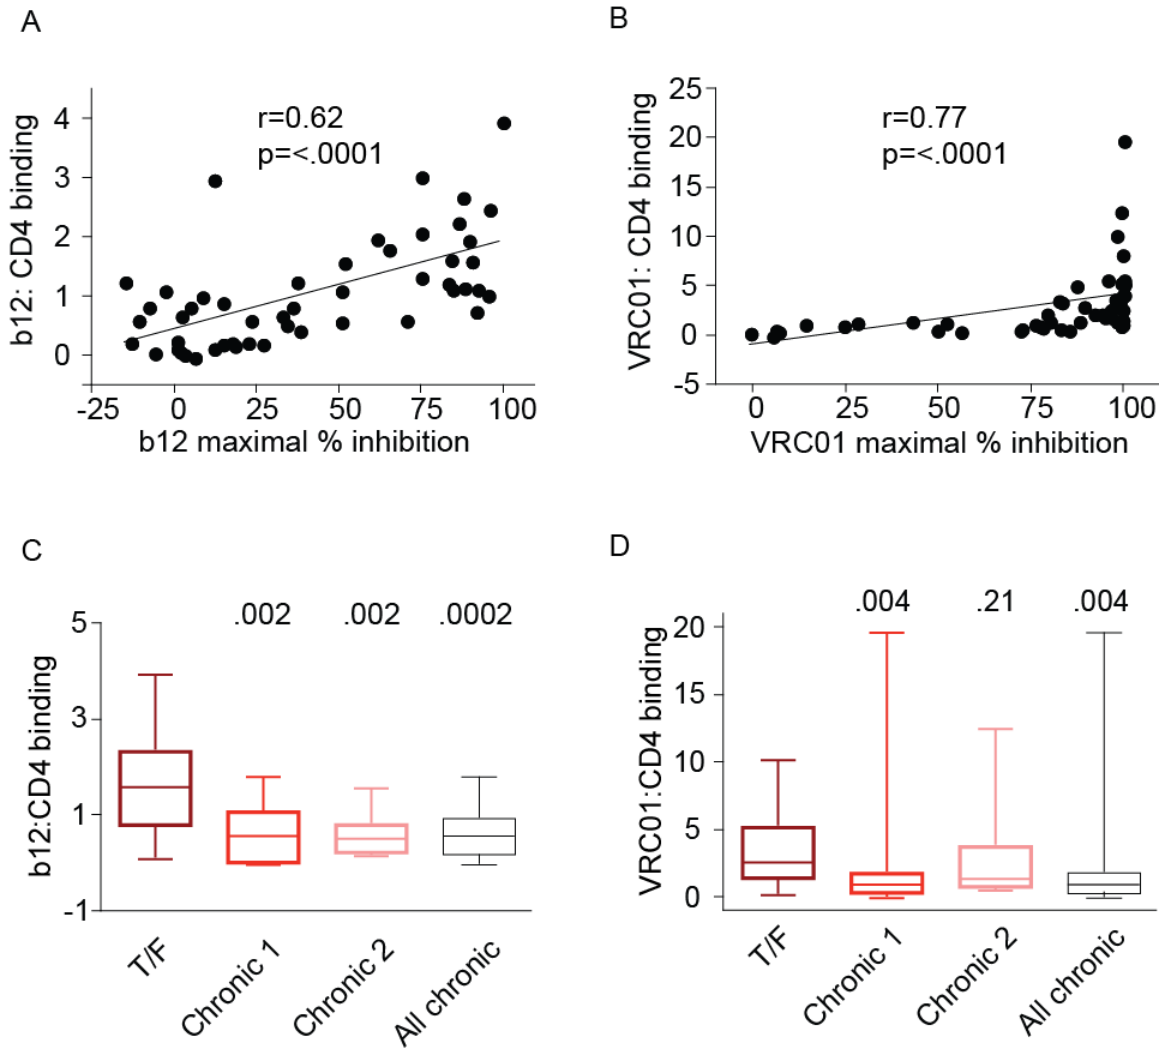 A
b12: CD4 binding
4
3
2
1
0
r=0.62
p=<.0001
-25
0
25
50
75
100
b12 maximal % inhibition
B
VRC01: CD4 binding
25
20
15
10
5
0
-5
r=0.77
p=<.0001
0
25
50
75
100
VRC01 maximal % inhibition
C
b12:CD4 binding
5
3
1
-1
.002
.002
.0002
T/F
Chronic 1
Chronic 2
All chronic
D
VRC01:CD4 binding
20
15
10
5
0
.004
.21
.004
T/F
Chronic 1
Chronic 2
All chronic